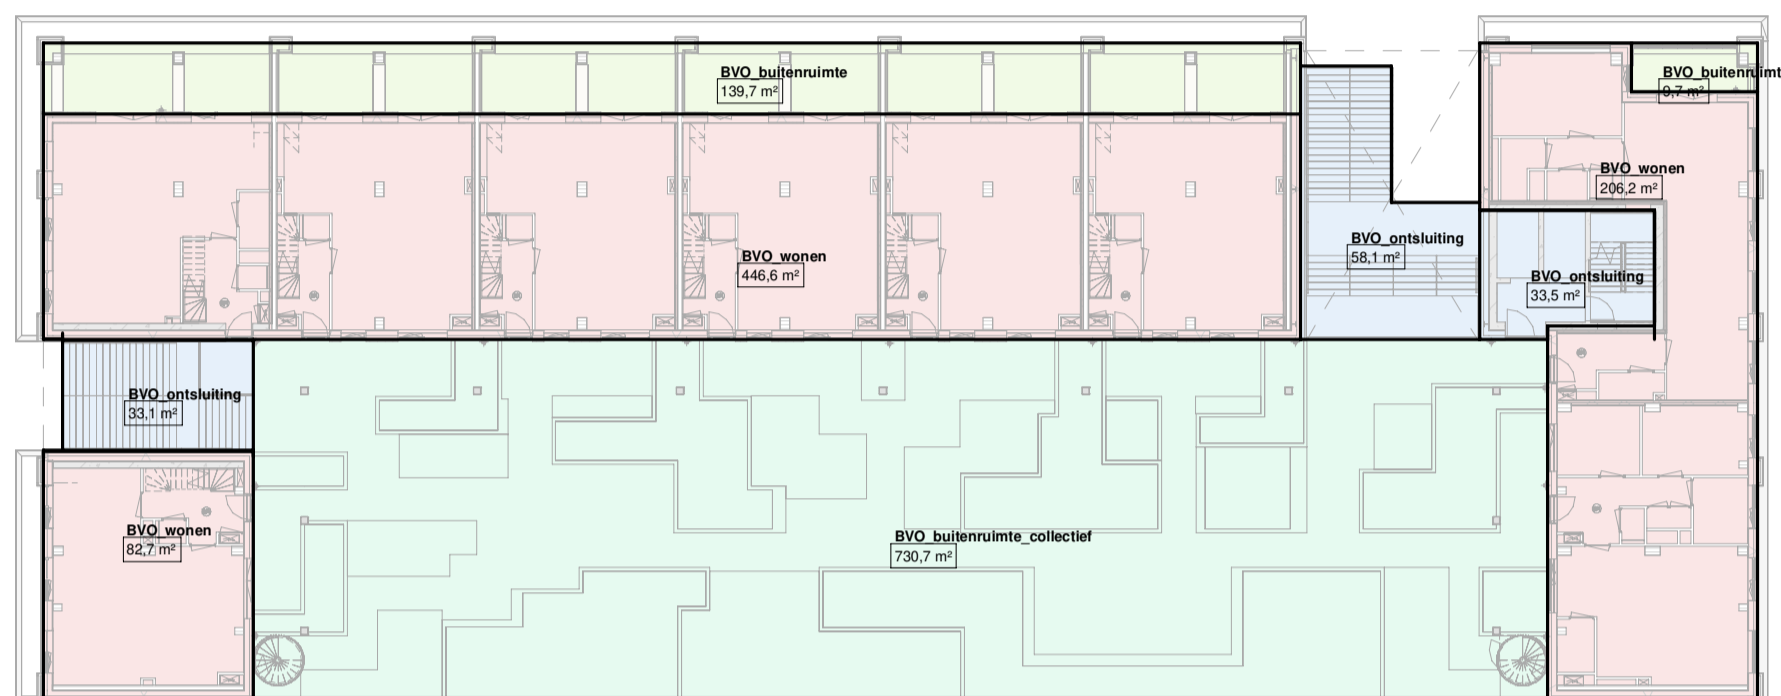 BVO_buitenruimte
139,7 m²
BVO_buitenruimt
9,7 m²
BVO_wonen
206,2 m²
BVO_wonen
446,6 m²
BVO_ontsluiting
58,1 m²
BVO_ontsluiting
33,5 m²
BVO_ontsluiting
33,1 m²
BVO_wonen
82,7 m²
BVO_buitenruimte_collectief
730,7 m²